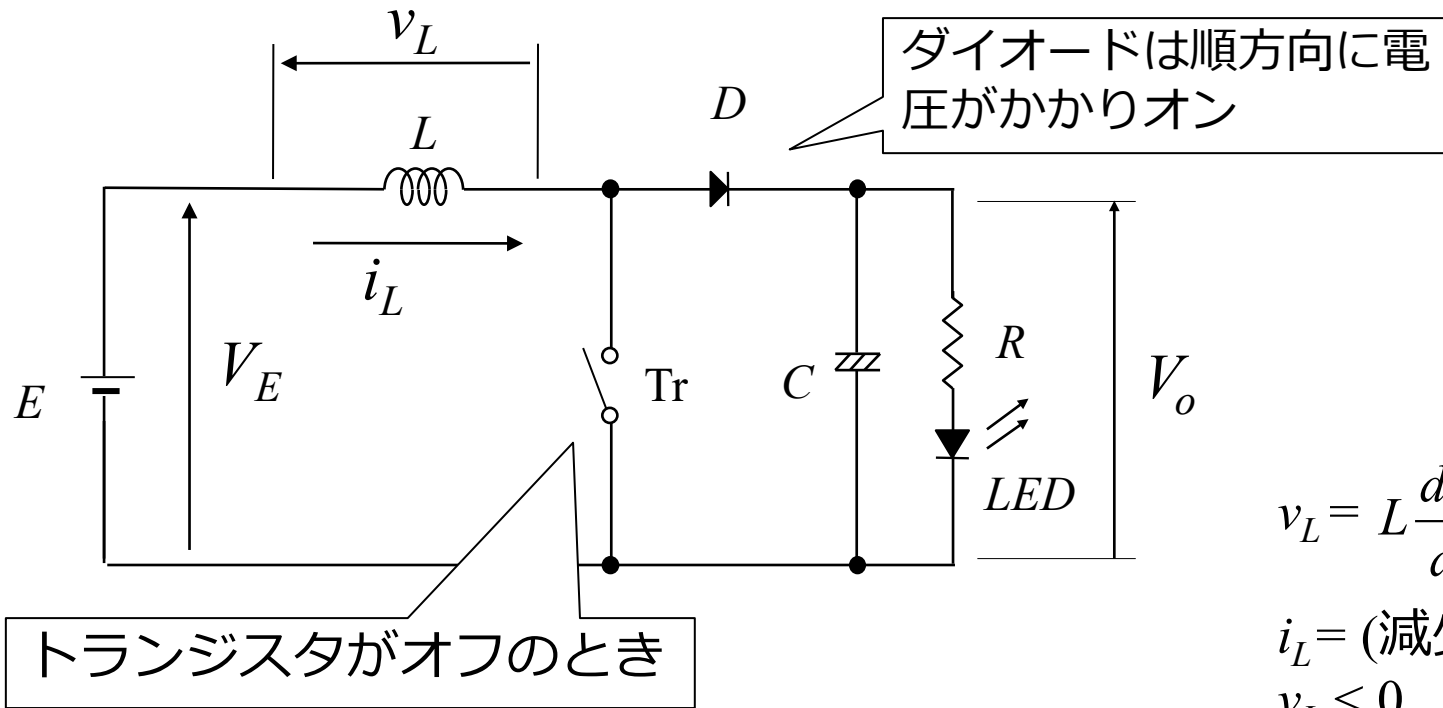 v_L
ダイオードは順方向に電
圧がかかりオン
D
L
i_L
V_E
E
Tr
C
R
LED
V_o
v_L = L
i_L = (減
v_L < 0
トランジスタがオフのとき